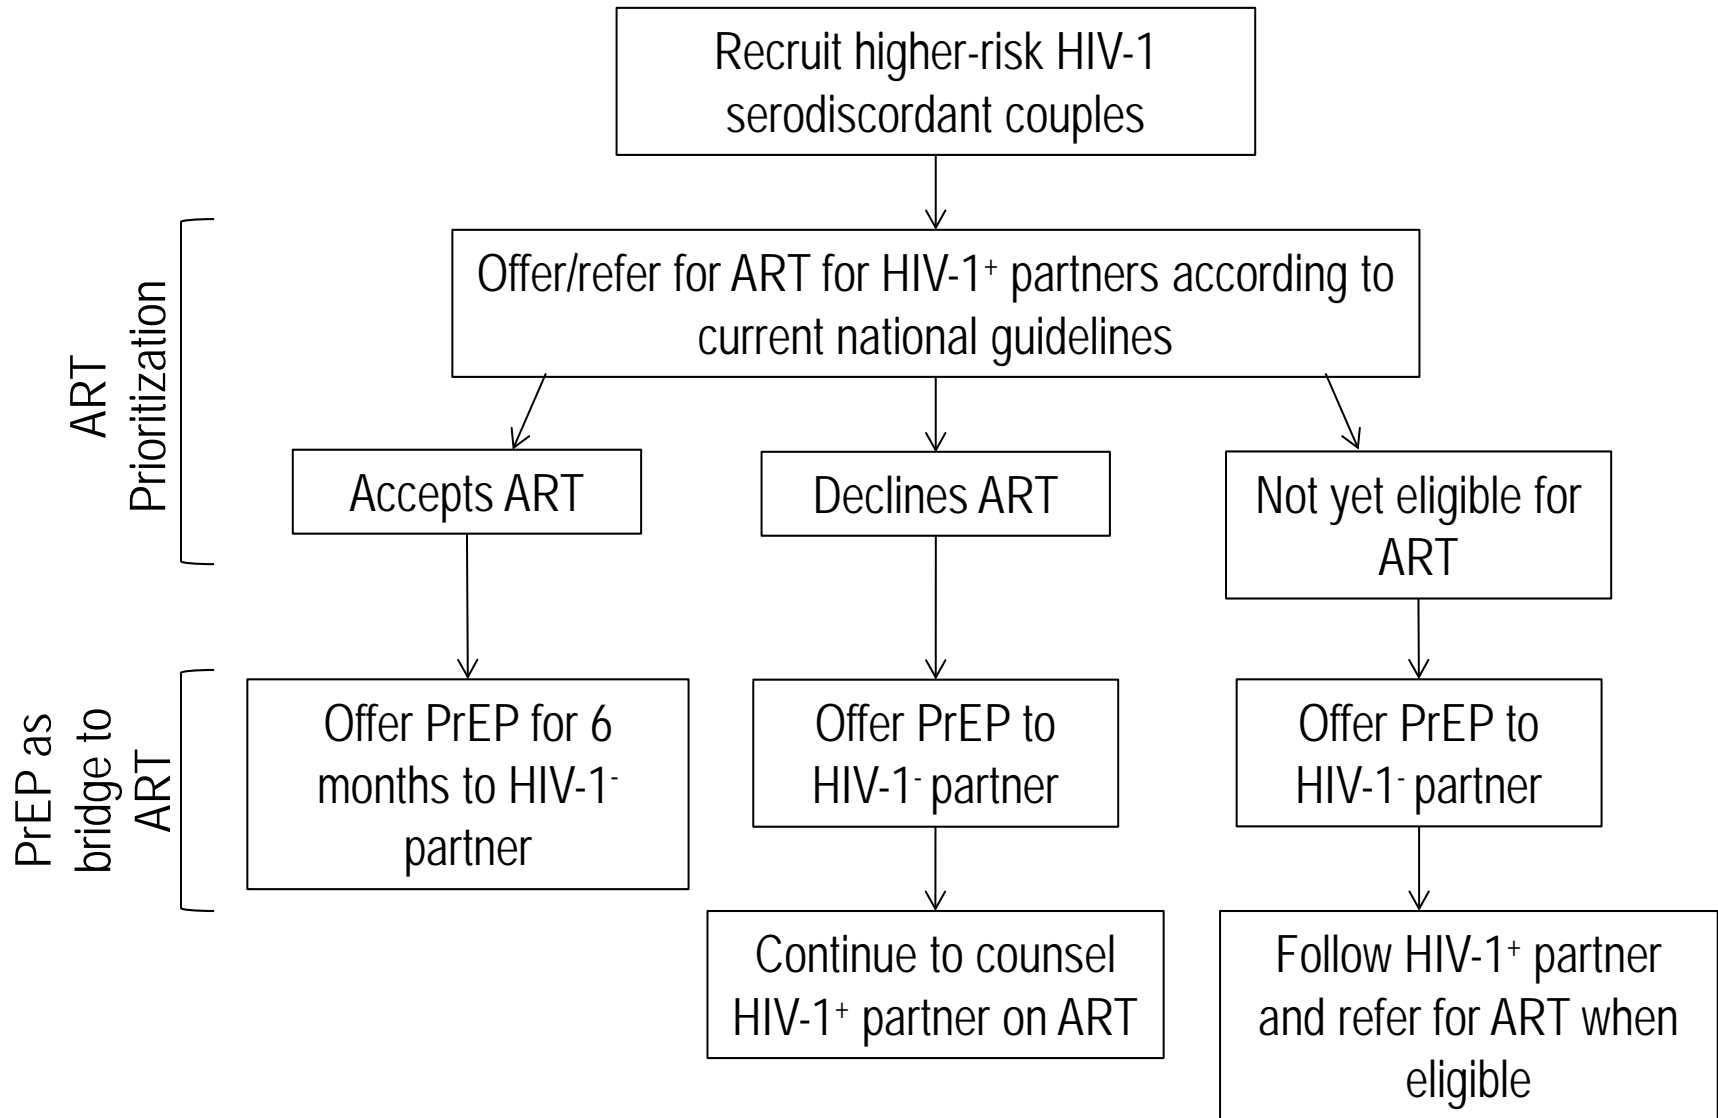 Recruit higher-risk HIV-1
serodiscordant couples
ART
Prioritization
Offer/refer for ART for HIV-1⁺ partners according to
current national guidelines
Accepts ART
Declines ART
Not yet eligible for
ART
PrEP as
bridge to
ART
Offer PrEP for 6
months to HIV-1⁻
partner
Offer PrEP to
HIV-1⁻ partner
Offer PrEP to
HIV-1⁻ partner
Continue to counsel
HIV-1⁺ partner on ART
Follow HIV-1⁺ partner
and refer for ART when
eligible